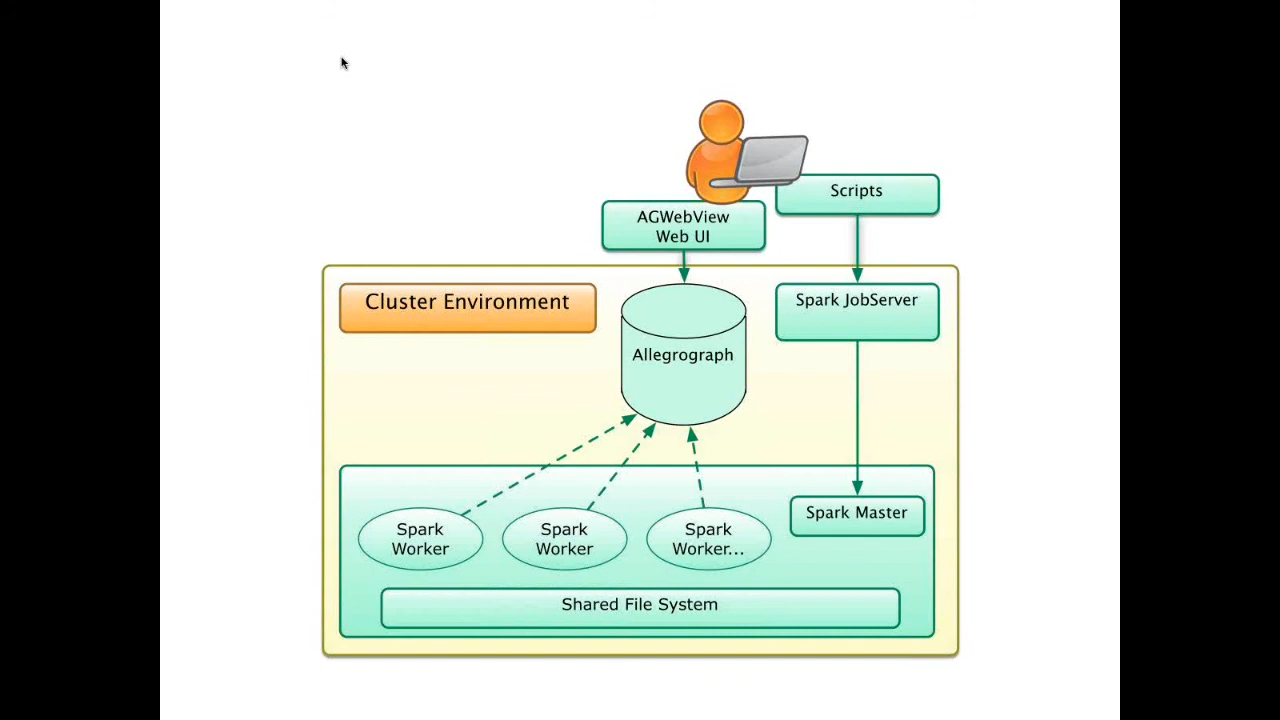 Scripts
AGWebView
Web UI
Cluster Environment
Spark JobServer
Allegrograph
Spark Master
Spark
Worker
Spark
Worker
Spark
Worker...
Shared File System